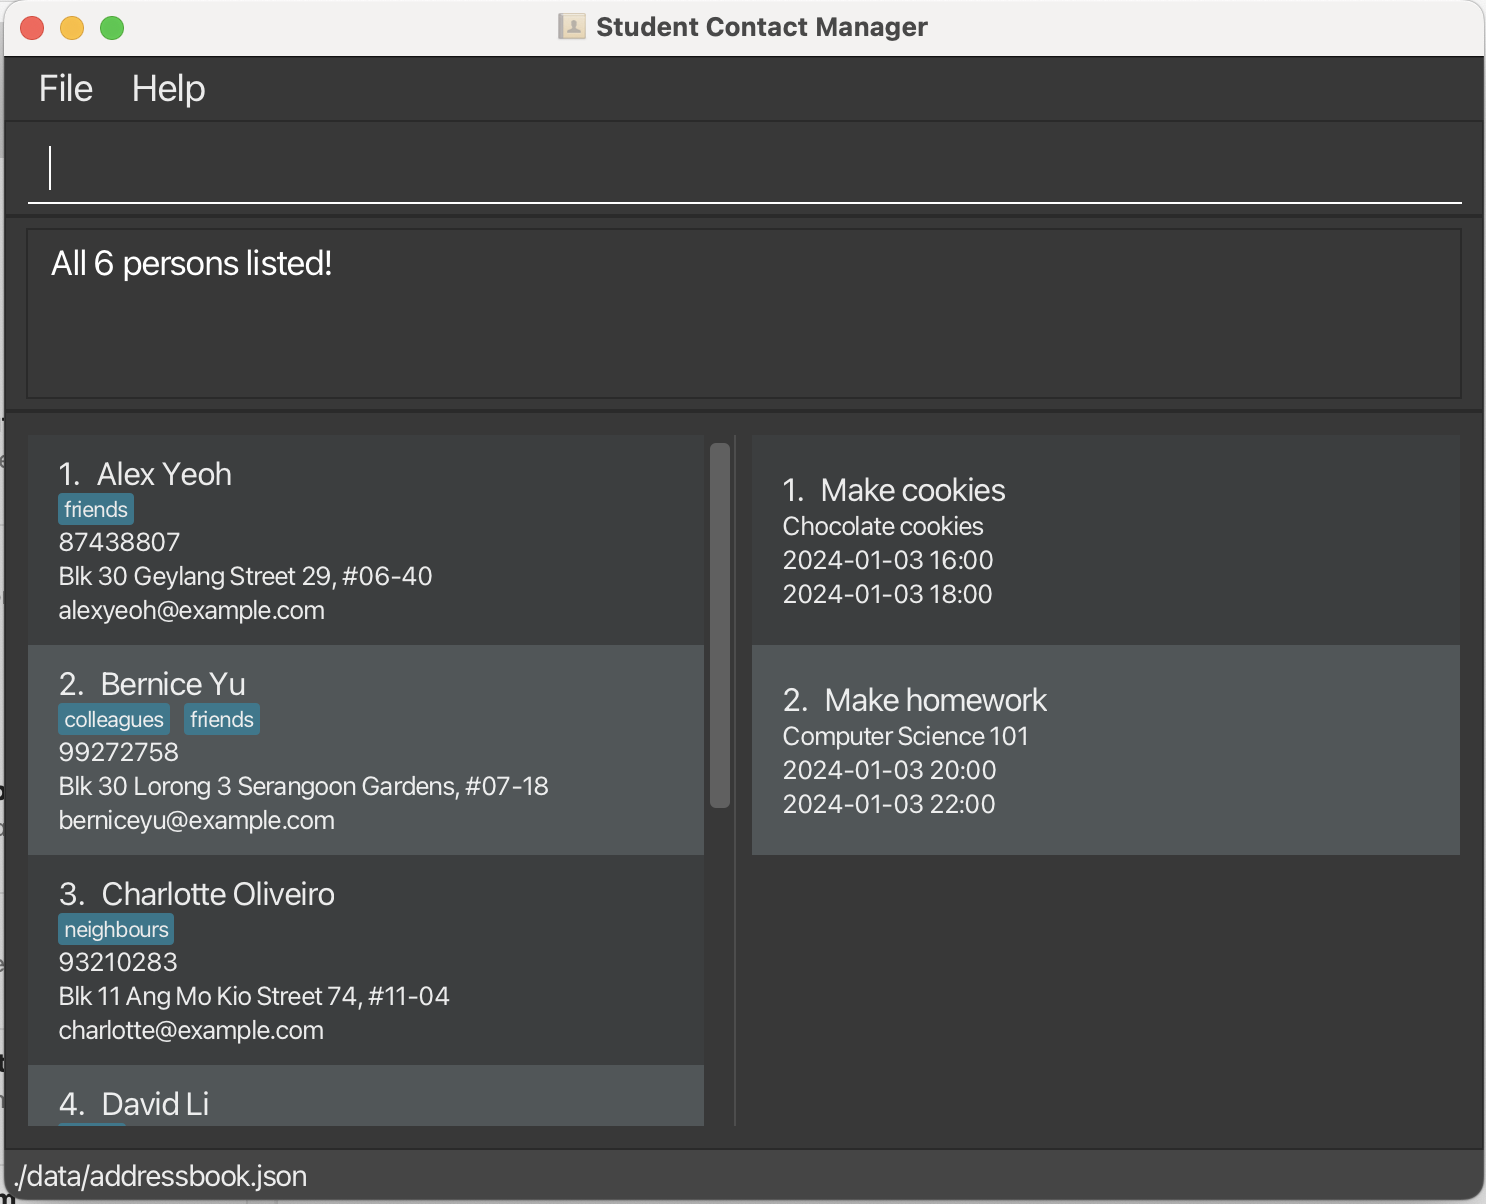 Student Contact Manager
File Help
All 6 persons listed!
1. Alex Yeoh
friends
87438807
Blk 30 Geylang Street 29, #06-40
alexyeoh@example.com
2. Bernice Yu
colleagues friends
99272758
Blk 30 Lorong 3 Serangoon Gardens, #07-18
berniceyu@example.com
3. Charlotte Oliveiro
neighbours
93210283
Blk 11 Ang Mo Kio Street 74, #11-04
charlotte@example.com
4. David Li
1. Make cookies
Chocolate cookies
2024-01-03 16:00
2024-01-03 18:00
2. Make homework
Computer Science 101
2024-01-03 20:00
2024-01-03 22:00
./data/addressbook.json